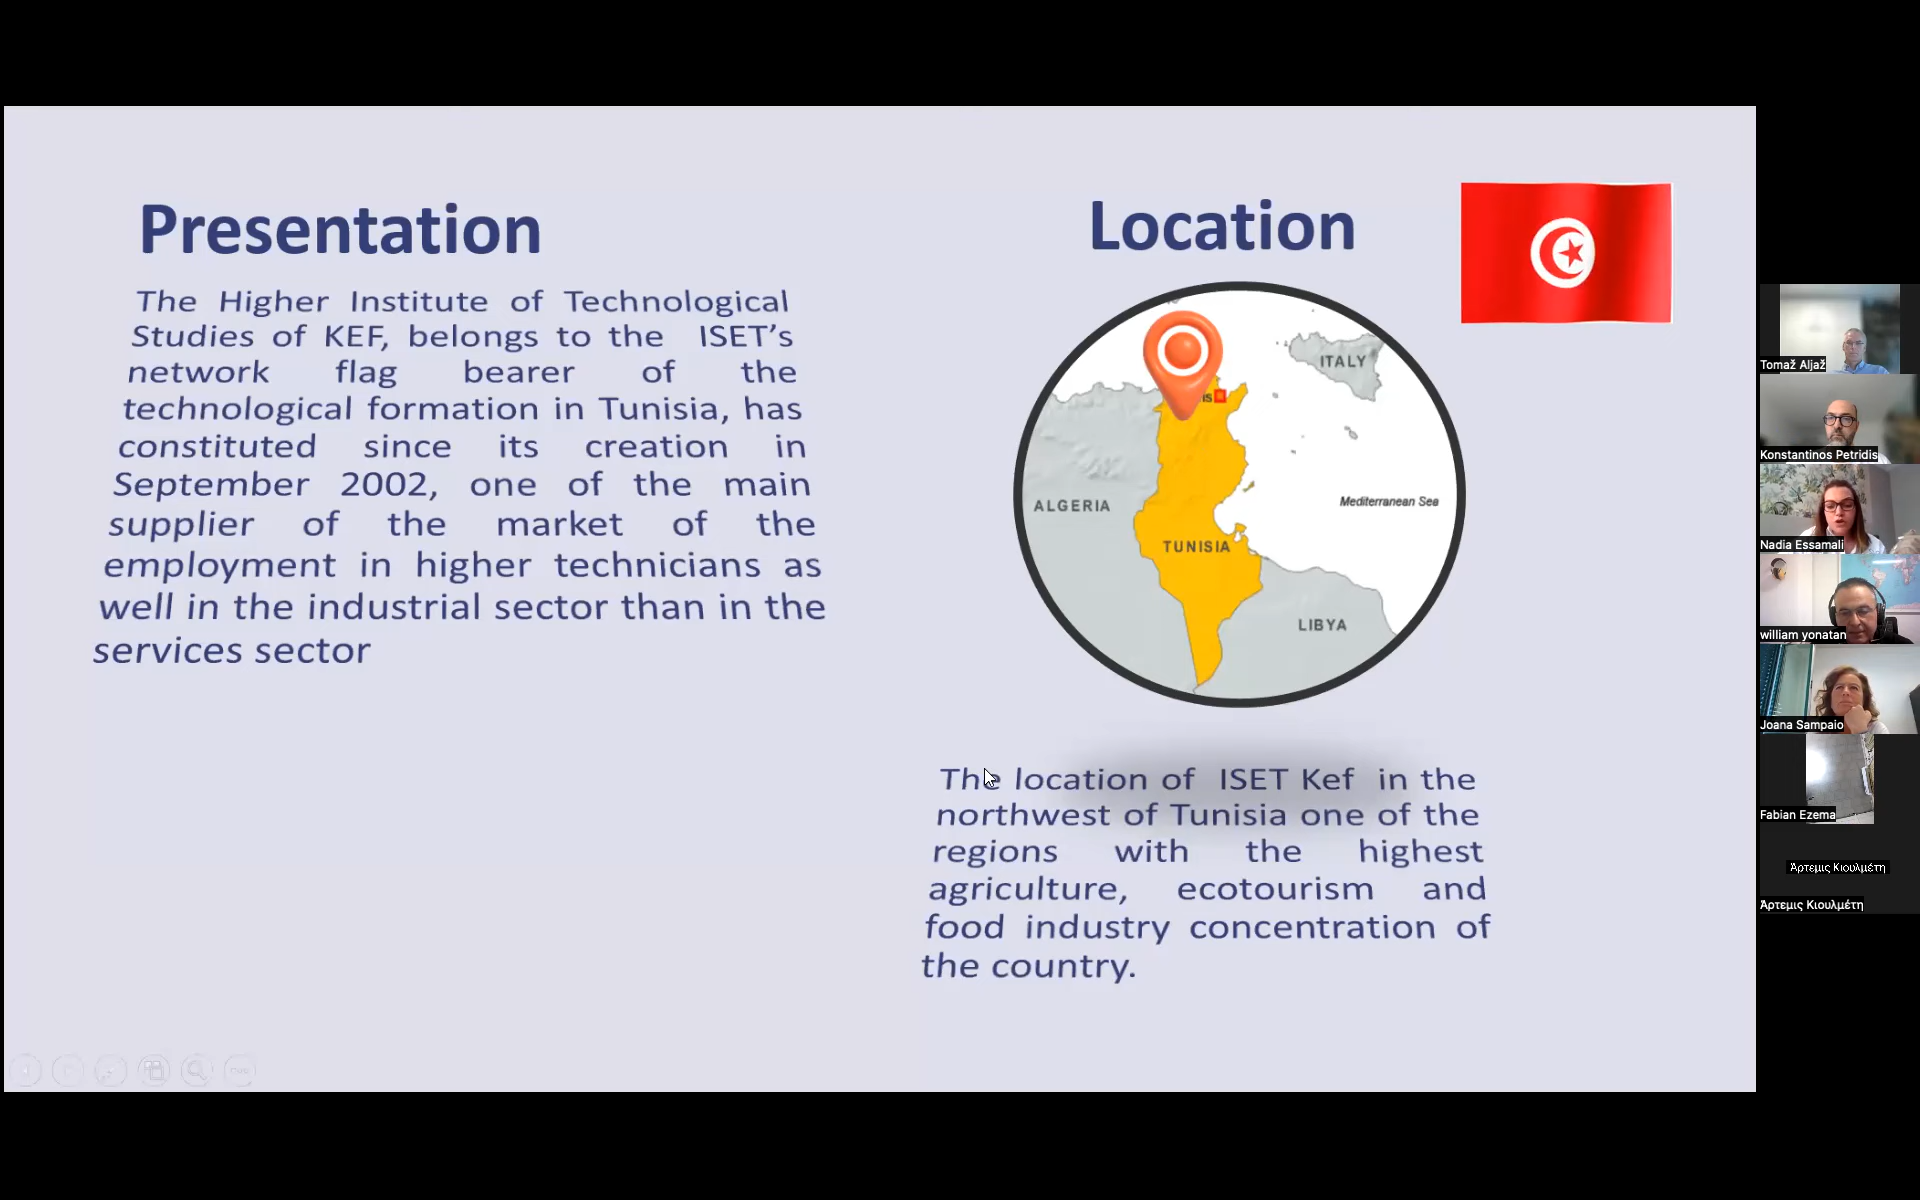 Presentation
The Higher Institute of Technological
Studies of KEF, belongs to the ISET’s
network flag bearer of the
technological formation in Tunisia, has
constituted since its creation in
September 2002, one of the main
supplier of the market of the
employment in higher technicians as
well in the industrial sector than in the
services sector
Location
ITALY
ALGERIA
Mediterranean Sea
TUNISIA
LIBYA
The location of ISET Kef in the
northwest of Tunisia one of the
regions with the highest
agriculture, ecotourism and
food industry concentration of
the country.
Tomaž Aljaž
Konstantinos Petridis
Nadia Essamali
william yonatan
Joana Sampaio
Fabian Ezema
Άρτεμις Κιουλμέτη
Άρτεμις Κιουλμέτη